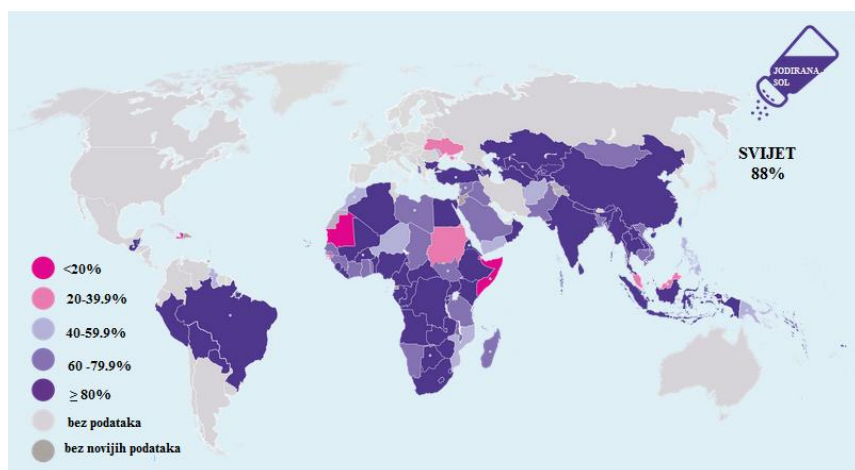 JODIRANA
SOL
SVIJET
88%
<20%
20-39.9%
40-59.9%
60 -79.9%
≥ 80%
bez podataka
bez novijih podataka